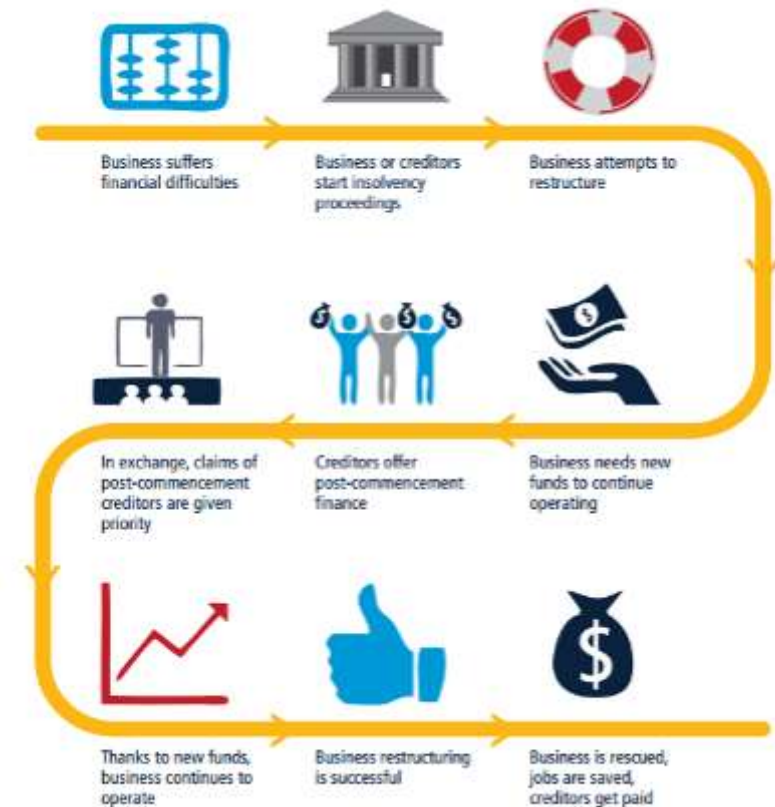 Business suffers
financial difficulties
Business or creditors
start insolvency
proceedings
Business attempts to
restructure
$
$
$
$
Business needs new
funds to continue
operating
Creditors offer
post-commencement
finance
In exchange, claims of
post-commencement
creditors are given
priority
$
Thanks to new funds,
business continues to
operate
Business restructuring
is successful
Business is rescued,
jobs are saved,
creditors get paid